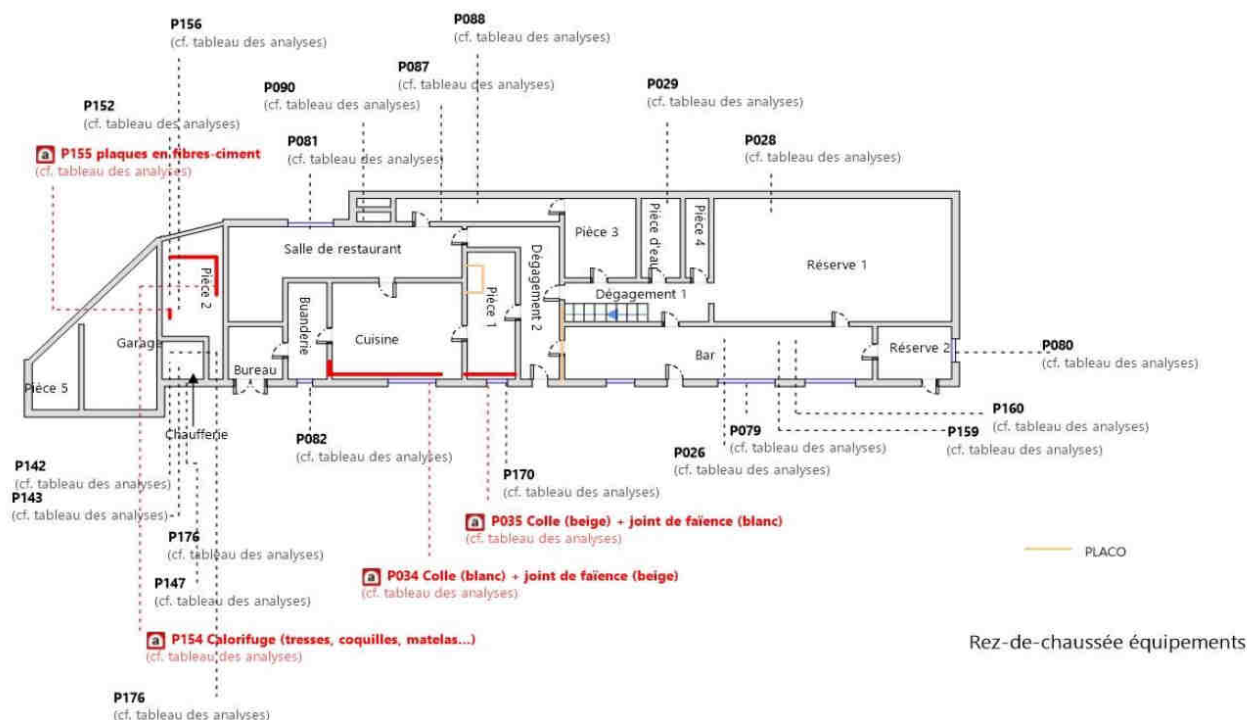 P156
(cf. tableau des analyses)
P088
(cf. tableau des analyses)
P087
(cf. tableau des analyses)
P090
(cf. tableau des analyses)
P029
(cf. tableau des analyses)
P152
(cf. tableau des analyses)
P081
(cf. tableau des analyses)
P028
(cf. tableau des analyses)
a P155 plaques en fibres-ciment
(cf. tableau des analyses)
Pièce 2
Salle de restaurant
Pièce 3
Pièce d'eau
Pièce 4
Réserve 1
Dégagement 2
Dégagement 1
Pièce 1
Buanderie
Cuisine
Garage
Bureau
Bar
Réserve 2
Pièce 5
Chaufferie
P080
(cf. tableau des analyses)
P160
(cf. tableau des analyses)
P079
(cf. tableau des analyses)
P159
(cf. tableau des analyses)
P026
(cf. tableau des analyses)
P082
(cf. tableau des analyses)
P142
(cf. tableau des analyses)
P143
(cf. tableau des analyses)
P170
(cf. tableau des analyses)
a P035 Colle (beige) + joint de faïence (blanc)
(cf. tableau des analyses)
P176
(cf. tableau des analyses)
PLACO
a P034 Colle (blanc) + joint de faïence (beige)
(cf. tableau des analyses)
P147
(cf. tableau des analyses)
a P154 Calorifuge (tresses, coquilles, matelas...)
(cf. tableau des analyses)
Rez-de-chaussée équipements
P176
(cf. tableau des analyses)